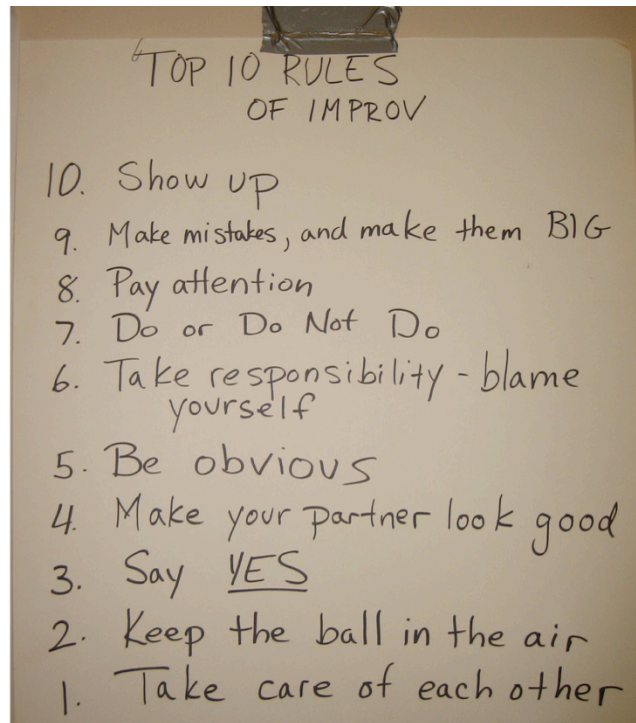 TOP 10 RULES
OF IMPROV
10. Show up
9. Make mistakes, and make them BIG
8. Pay attention
7. Do or Do Not Do
6. Take responsibility - blame
yourself
5. Be obvious
4. Make your partner look good
3. Say YES
2. Keep the ball in the air
1. Take care of each other